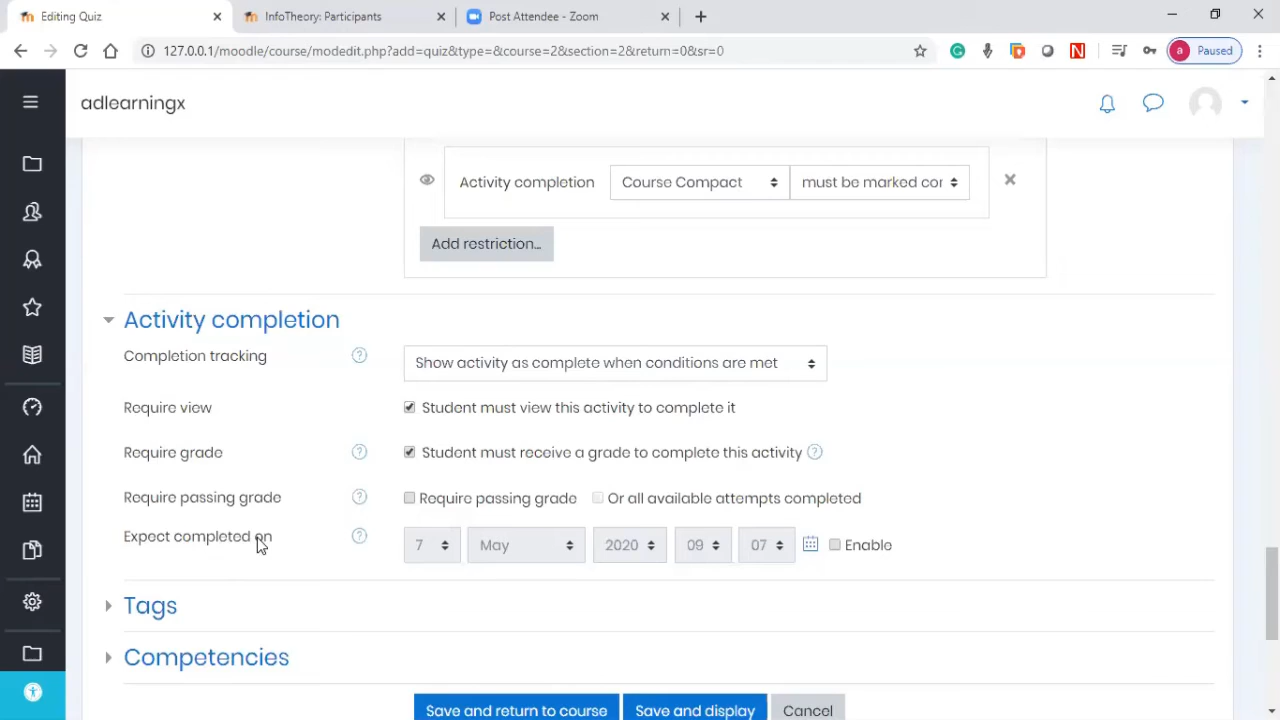 Editing Quiz
InfoTheory: Participants
Post Attendee - Zoom
127.0.0.1/moodle/course/modedit.php?add=quiz&type=&course=2&section=2&return=0&sr=0
a Paused
adlearningx
Activity completion Course Compact must be marked cor
Add restriction...
Activity completion
Completion tracking ? Show activity as complete when conditions are met
Require view Student must view this activity to complete it
Require grade ? Student must receive a grade to complete this activity ?
Require passing grade ? Require passing grade Or all available attempts completed
Expect completed on ? 7 May 2020 09 07 Enable
Tags
Competencies
Save and return to course Save and display Cancel